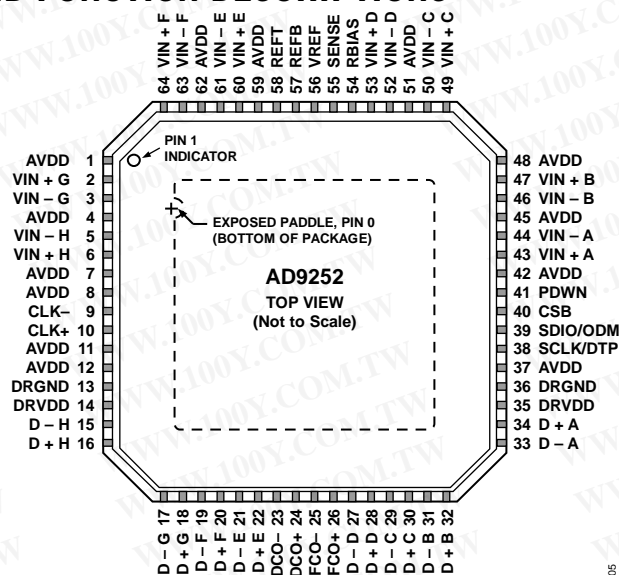 64 VIN + F
63 VIN – F
62 AVDD
61 VIN – E
60 VIN + E
59 AVDD
58 REFT
57 REFB
56 VREF
55 SENSE
54 RBIAS
53 VIN + D
52 VIN – D
51 AVDD
50 VIN – C
49 VIN + C
PIN 1
INDICATOR
AVDD 1
VIN + G 2
VIN – G 3
AVDD 4
VIN – H 5
VIN + H 6
AVDD 7
AVDD 8
CLK– 9
CLK+ 10
AVDD 11
AVDD 12
DRGND 13
DRVDD 14
D – H 15
D + H 16
EXPOSED PADDLE, PIN 0
(BOTTOM OF PACKAGE)
AD9252
TOP VIEW
(Not to Scale)
48 AVDD
47 VIN + B
46 VIN – B
45 AVDD
44 VIN – A
43 VIN + A
42 AVDD
41 PDWN
40 CSB
39 SDIO/ODM
38 SCLK/DTP
37 AVDD
36 DRGND
35 DRVDD
34 D + A
33 D – A
D – G 17
D + G 18
D – F 19
D + F 20
D – E 21
D + E 22
DCO– 23
DCO+ 24
FCO– 25
FCO+ 26
D – D 27
D + D 28
D – C 29
D + C 30
D – B 31
D + B 32
05
WWW.100Y.COM.TW